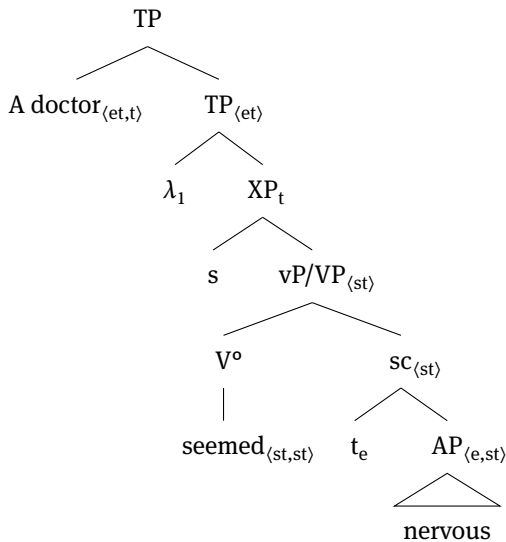 TP
A doctor⟨et,t⟩ TP⟨et⟩
λ1 XPt
s vP/VP⟨st⟩
V° sc⟨st⟩
seemed⟨st,st⟩ te AP⟨e,st⟩
nervous